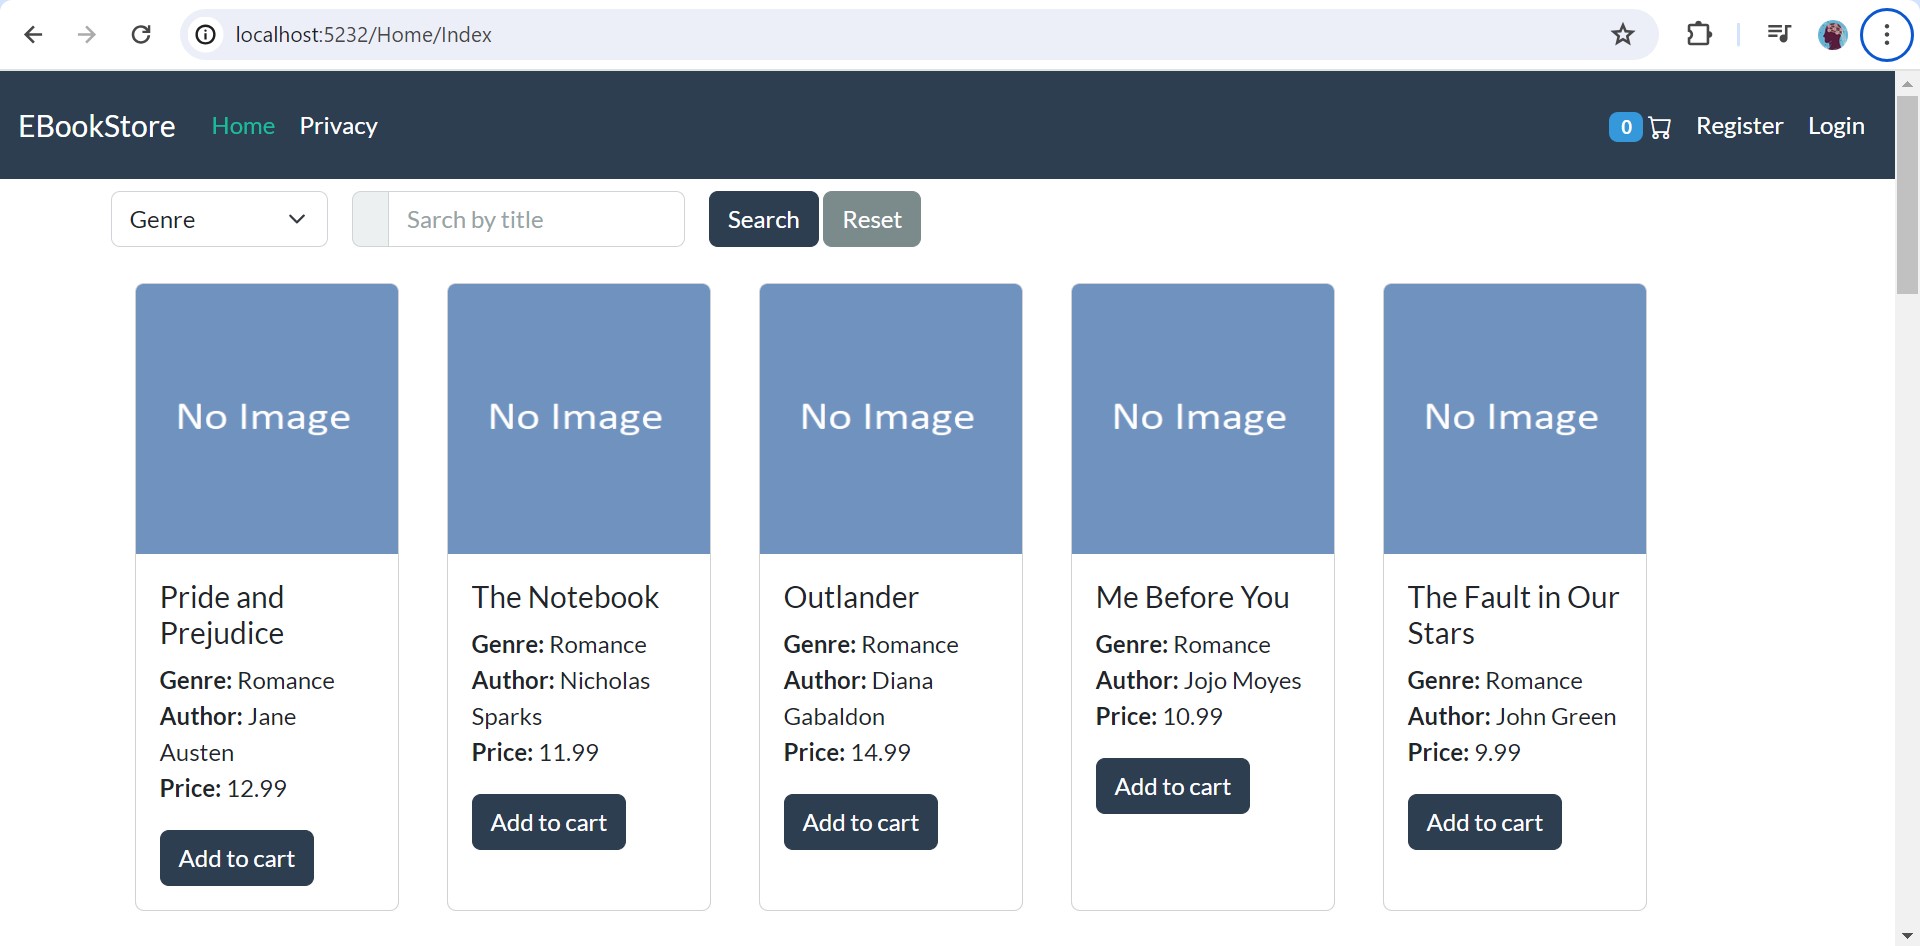 localhost:5232/Home/Index
EBookStore Home Privacy 0 Register Login
Genre Sarch by title Search Reset
No Image No Image No Image No Image No Image
Pride and
Prejudice
Genre: Romance
Author: Jane
Austen
Price: 12.99
Add to cart
The Notebook
Genre: Romance
Author: Nicholas
Sparks
Price: 11.99
Add to cart
Outlander
Genre: Romance
Author: Diana
Gabaldon
Price: 14.99
Add to cart
Me Before You
Genre: Romance
Author: Jojo Moyes
Price: 10.99
Add to cart
The Fault in Our
Stars
Genre: Romance
Author: John Green
Price: 9.99
Add to cart